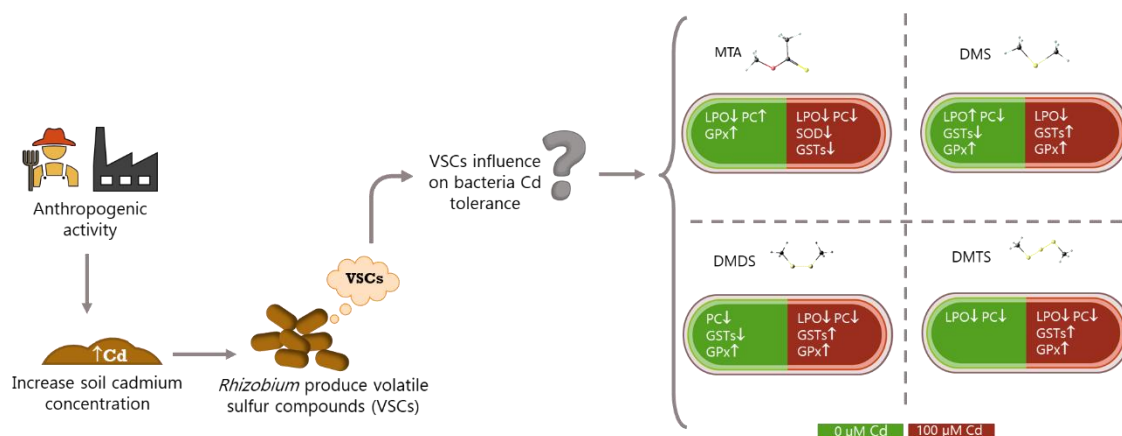 Anthropogenic
activity
↑Cd
Increase soil cadmium
concentration
VSCs
Rhizobium produce volatile
sulfur compounds (VSCs)
VSCs influence
on bacteria Cd
tolerance
?
MTA
LPO↓ PC↑
GPx↑
LPO↓ PC↓
SOD↓
GSTs↓
DMS
LPO↑ PC↓
GSTs↓
GPx↑
LPO↓
GSTs↑
GPx↑
DMDS
PC↓
GSTs↓
GPx↑
LPO↓ PC↓
GSTs↑
GPx↑
DMTS
LPO↓ PC↓
LPO↓ PC↓
GSTs↑
GPx↑
0 µM Cd
100 µM Cd